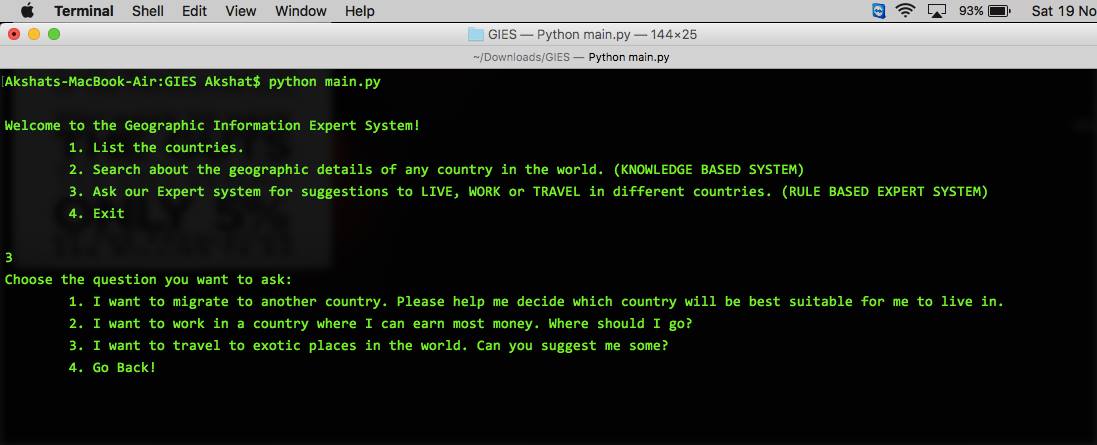 Terminal Shell Edit View Window Help 93% Sat 19 No
GIES — Python main.py — 144×25
~/Downloads/GIES — Python main.py
Akshats-MacBook-Air:GIES Akshat$ python main.py
Welcome to the Geographic Information Expert System!
1. List the countries.
2. Search about the geographic details of any country in the world. (KNOWLEDGE BASED SYSTEM)
3. Ask our Expert system for suggestions to LIVE, WORK or TRAVEL in different countries. (RULE BASED EXPERT SYSTEM)
4. Exit
3
Choose the question you want to ask:
1. I want to migrate to another country. Please help me decide which country will be best suitable for me to live in.
2. I want to work in a country where I can earn most money. Where should I go?
3. I want to travel to exotic places in the world. Can you suggest me some?
4. Go Back!